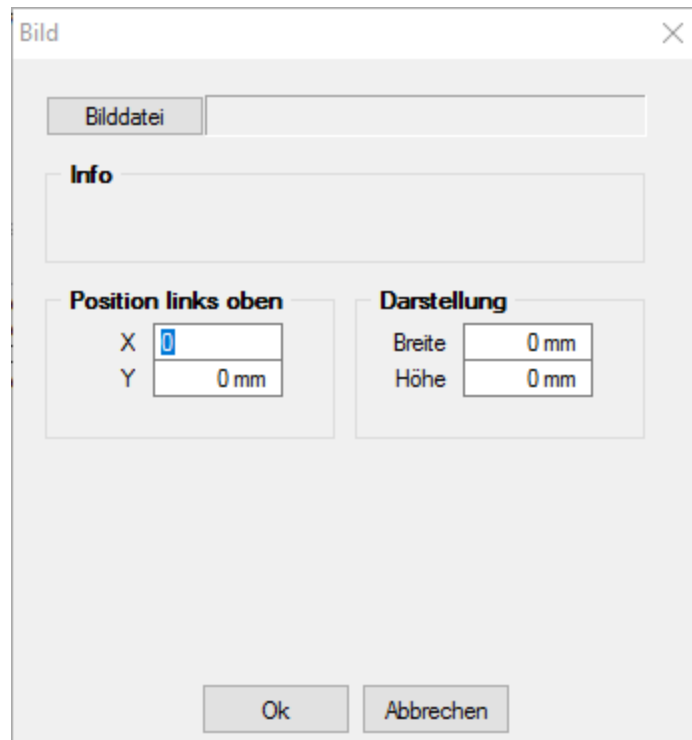 Bild
Bilddatei
Info
Position links oben
X 0
Y 0 mm
Darstellung
Breite 0 mm
Höhe 0 mm
Ok Abbrechen